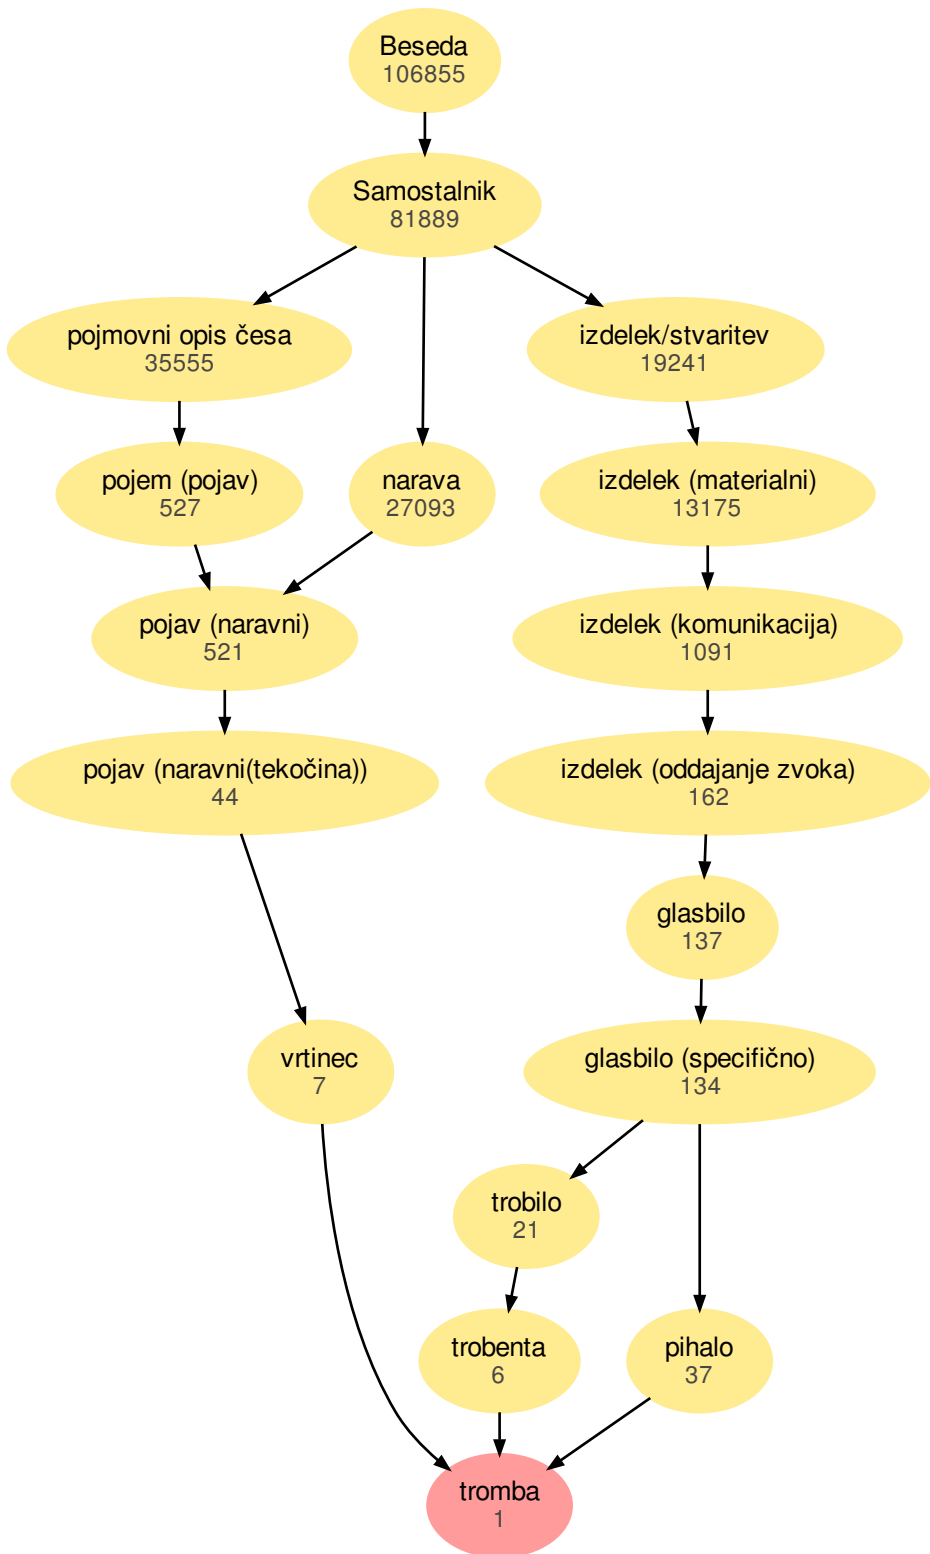 Beseda
106855
Samostalnik
81889
pojmovni opis česa
35555
izdelek/stvaritev
19241
pojem (pojav)
527
narava
27093
izdelek (materialni)
13175
pojav (naravni)
521
izdelek (komunikacija)
1091
pojav (naravni(tekočina))
44
izdelek (oddajanje zvoka)
162
glasbilo
137
vrtinec
7
glasbilo (specifično)
134
trobilo
21
trobenta
6
pihalo
37
tromba
1